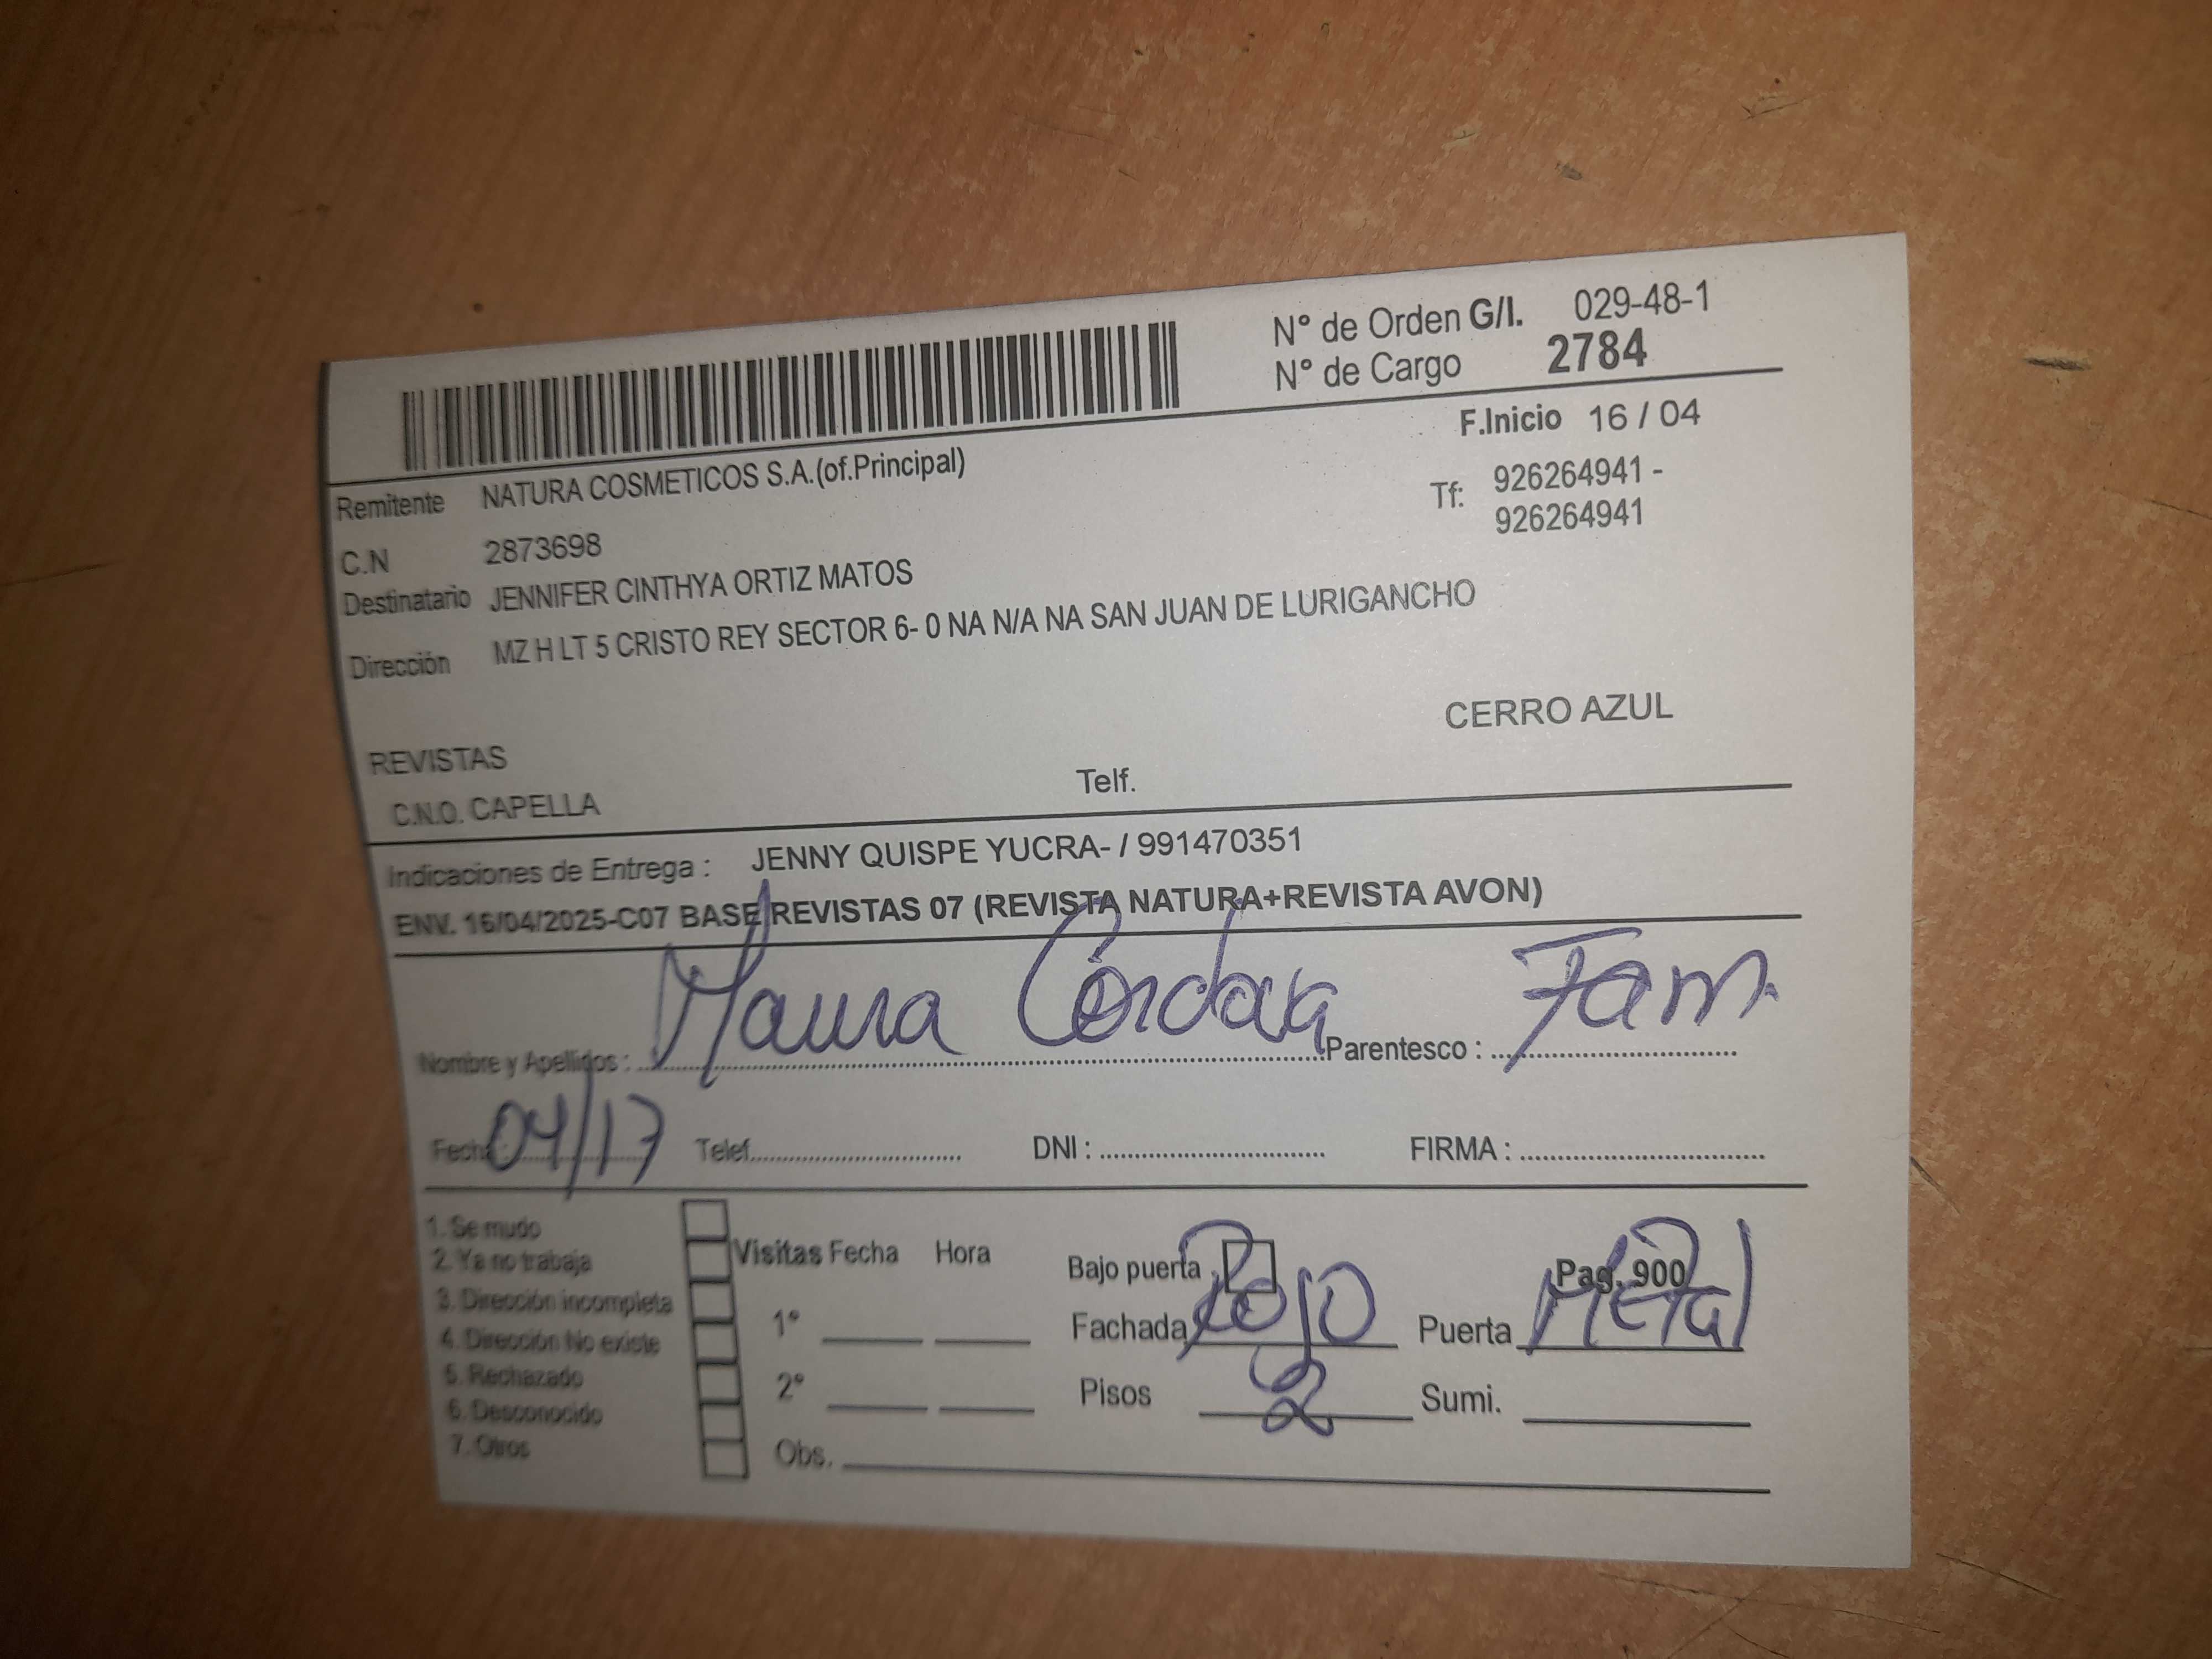 N° de Orden G/I. 029-48-1
N° de Cargo 2784
F.Inicio 16 / 04
Remitente NATURA COSMETICOS S.A.(of.Principal)
Tf: 926264941 -
926264941
C.N 2873698
Destinatario JENNIFER CINTHYA ORTIZ MATOS
Dirección MZ H LT 5 CRISTO REY SECTOR 6- 0 NA N/A NA SAN JUAN DE LURIGANCHO
CERRO AZUL
REVISTAS
C.N.O. CAPELLA Telf.
Indicaciones de Entrega : JENNY QUISPE YUCRA- / 991470351
ENV. 16/04/2025-C07 BASE REVISTAS 07 (REVISTA NATURA+REVISTA AVON)
Nombre y Apellidos : Maura Parentesco : Fam.
Fecha : 04/17 Telef. DNI : FIRMA :
1. Se mudo
2. Ya no trabaja
3. Dirección incompleta
4. Dirección No existe
5. Rechazado
6. Desconocido
7. Otros
Visitas Fecha Hora
1°
2°
Obs.
Bajo puerta Pag. 900
Fachada Rojo Puerta Metal
Pisos 2 Sumi.